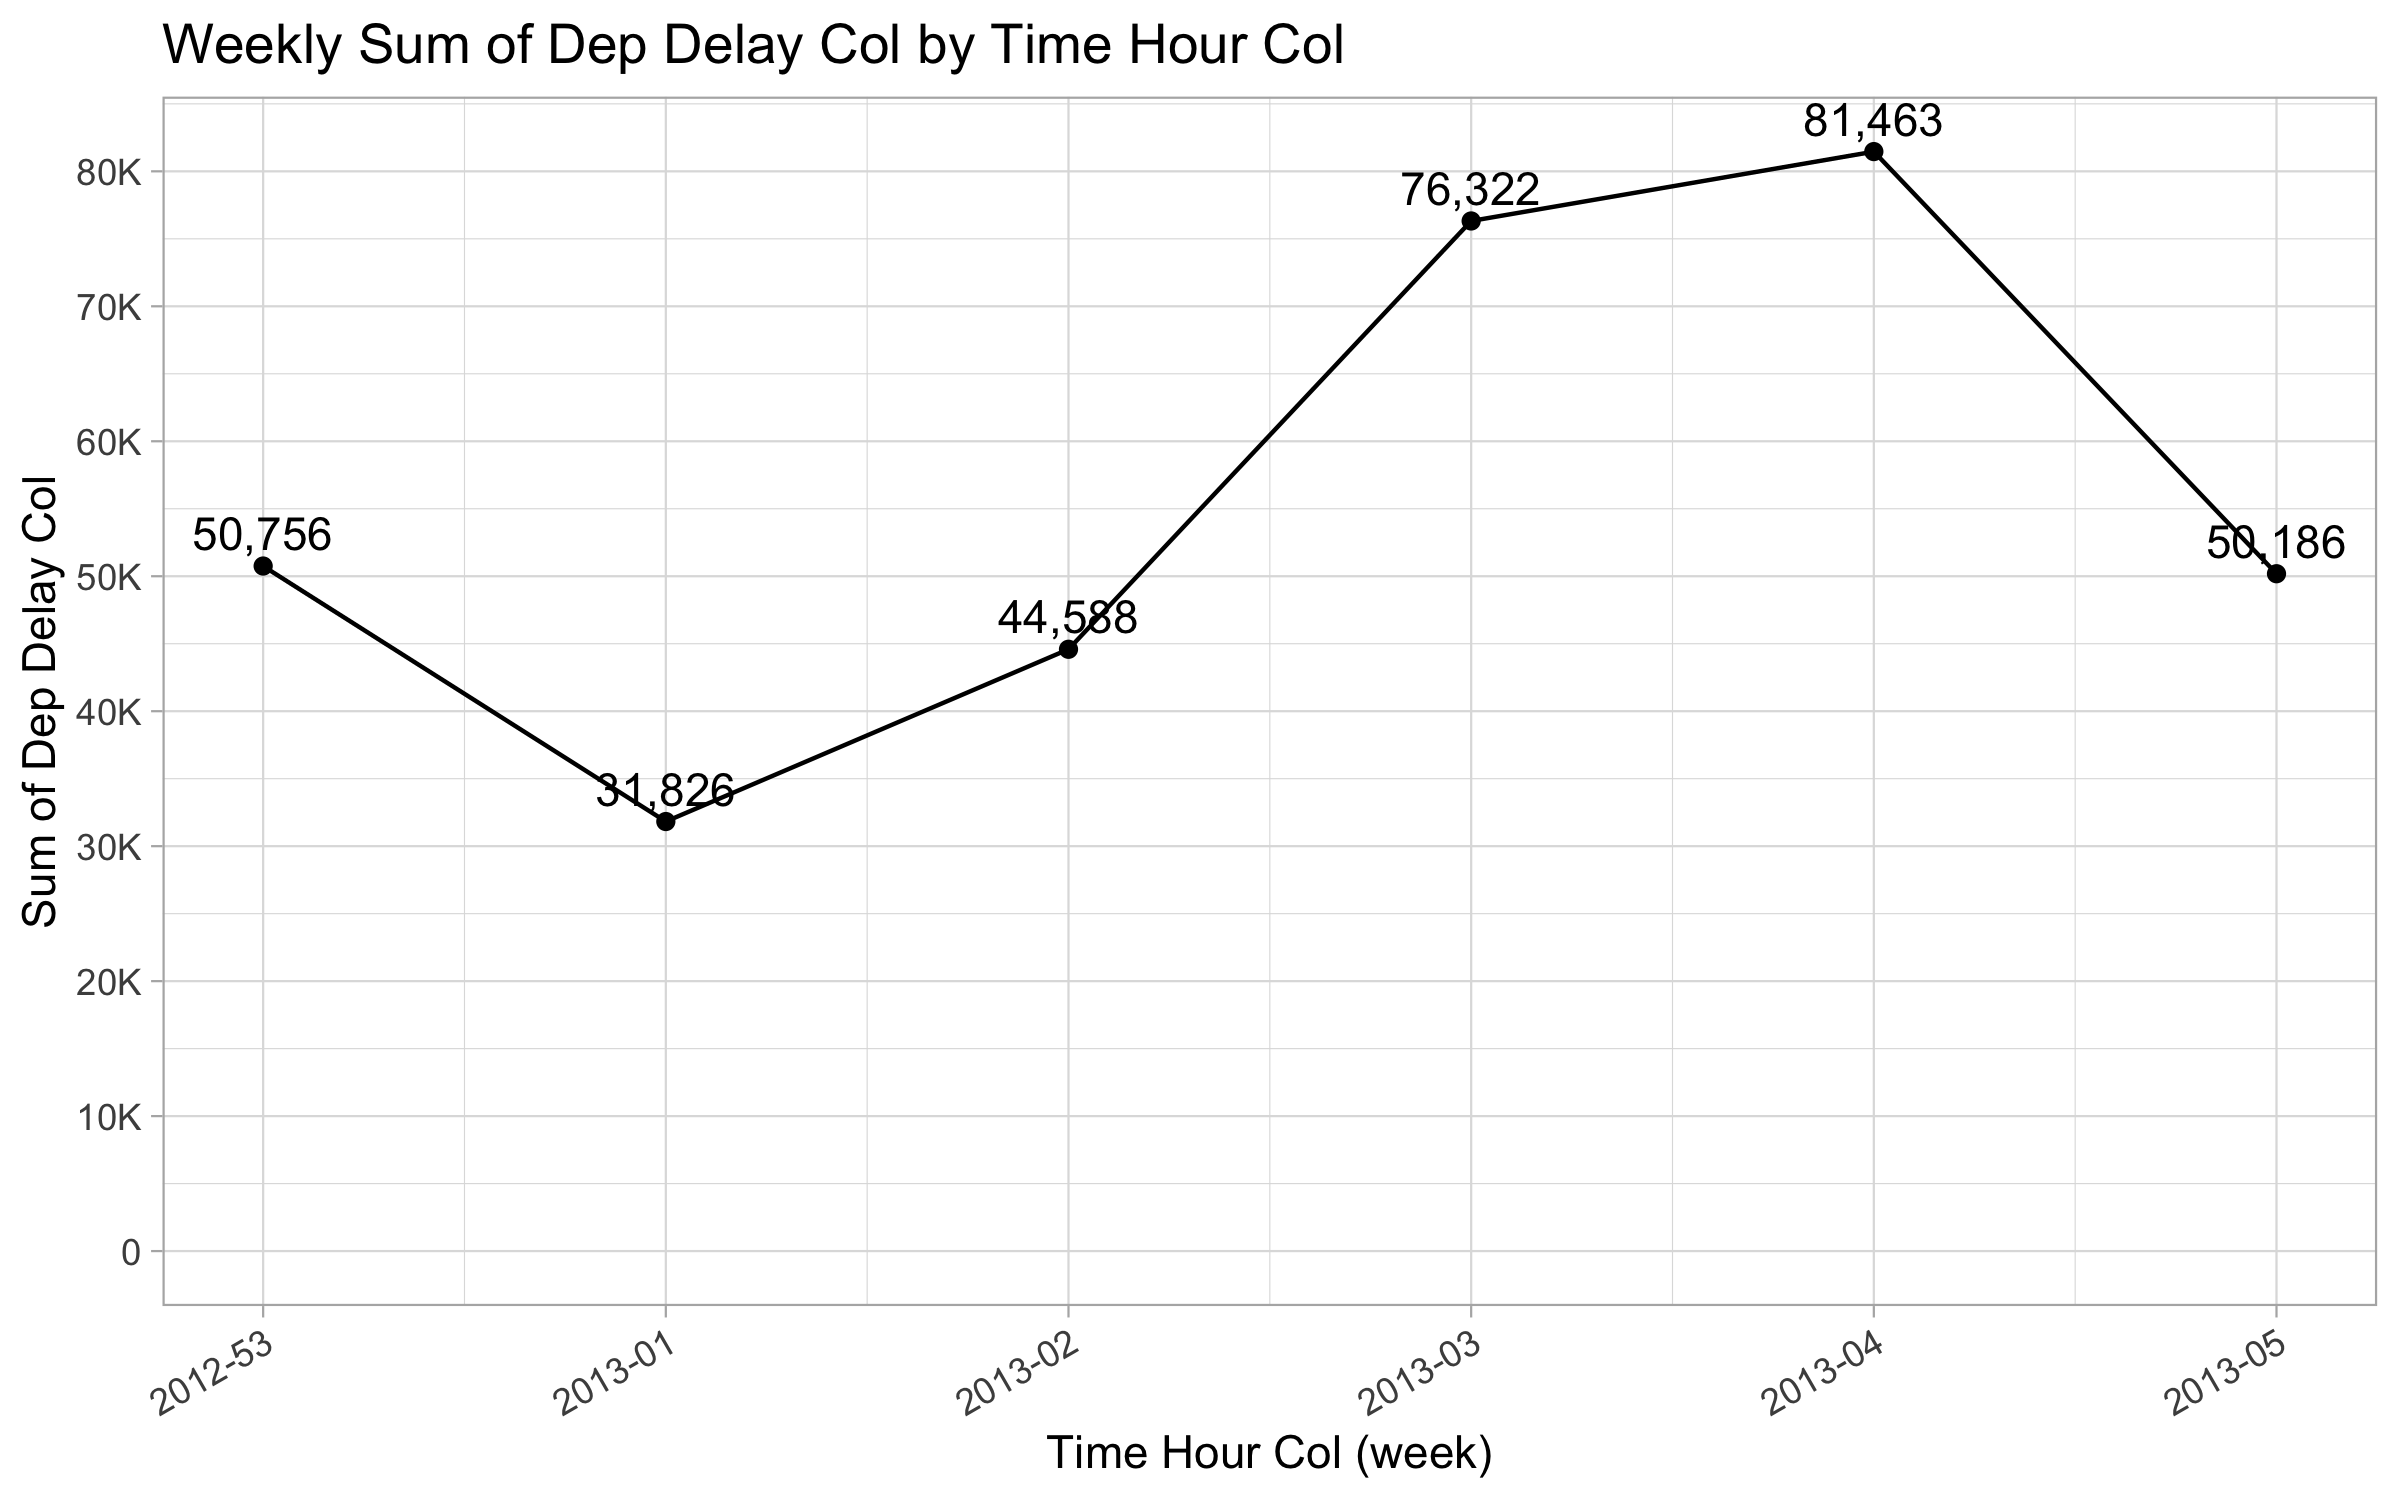 Weekly Sum of Dep Delay Col by Time Hour Col
Sum of Dep Delay Col
80K
70K
60K
50K
40K
30K
20K
10K
0
50,756
31,826
44,588
76,322
81,463
50,186
2012-53
2013-01
2013-02
2013-03
2013-04
2013-05
Time Hour Col (week)